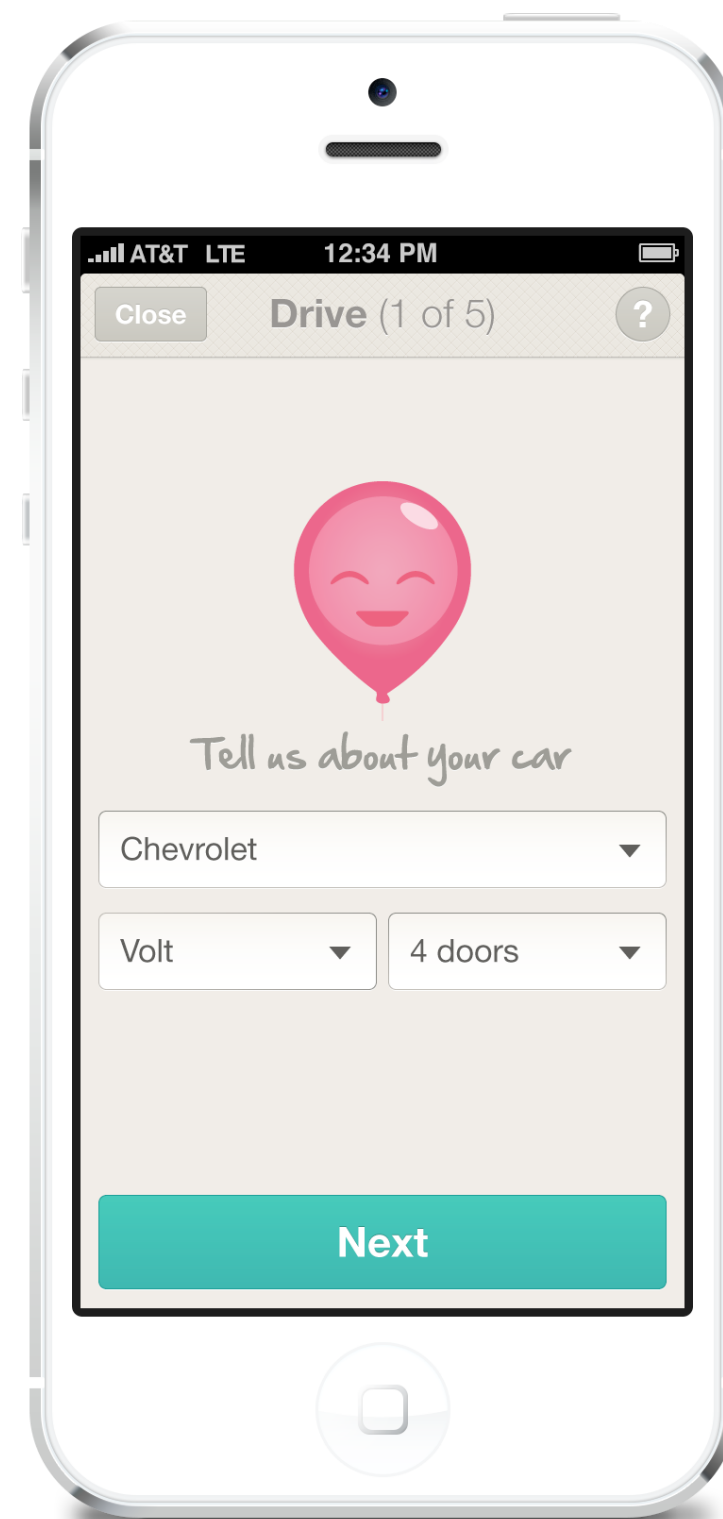 AT&T LTE 12:34 PM
Close Drive (1 of 5) ?
Tell us about your car
Chevrolet
Volt 4 doors
Next